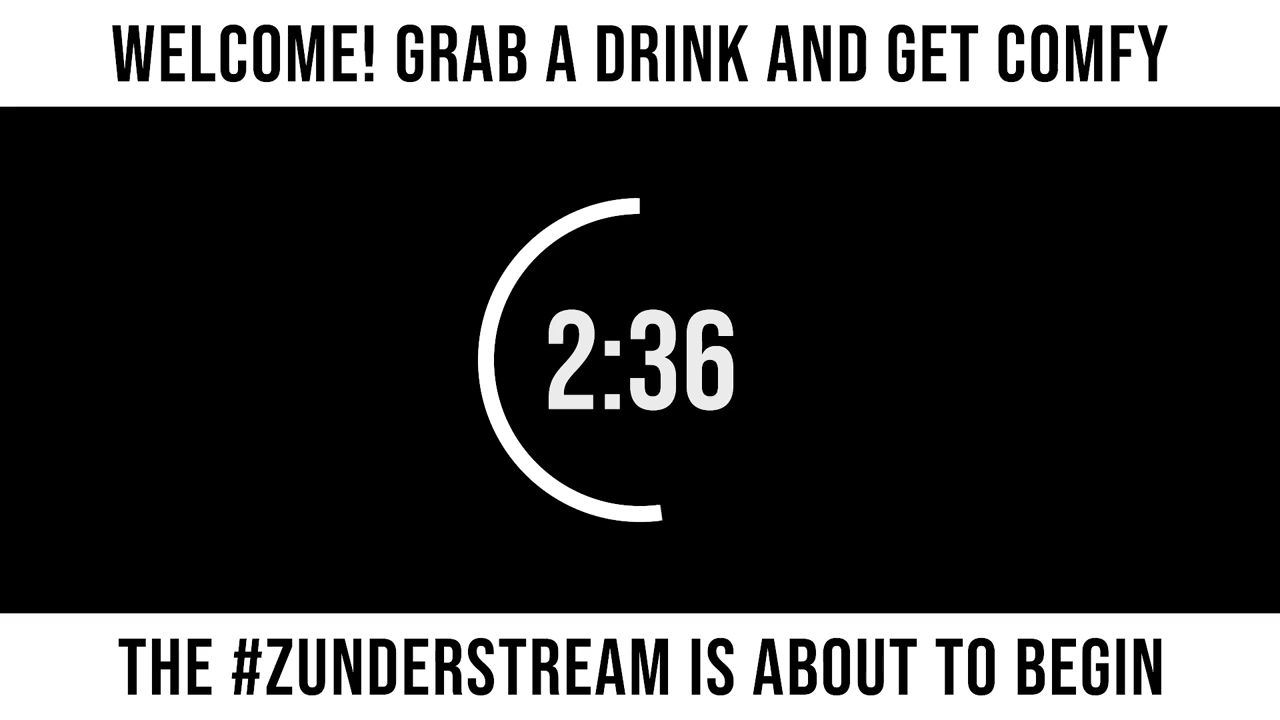 WELCOME! GRAB A DRINK AND GET COMFY
2:36
THE #ZUNDERSTREAM IS ABOUT TO BEGIN